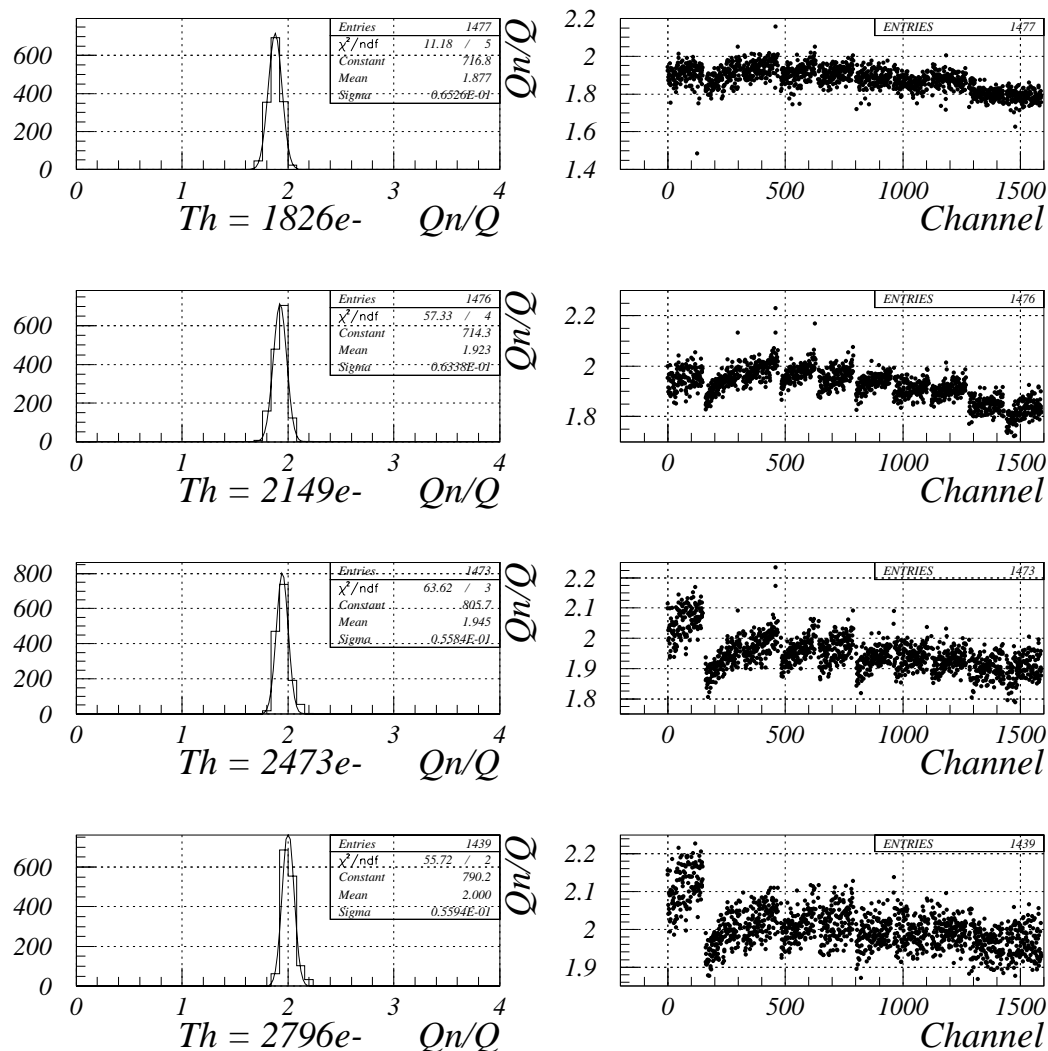 Entries 1477
χ²/ndf 11.18 / 5
Constant 716.8
Mean 1.877
Sigma 0.6526E-01
600
400
200
0
0 1 2 3 4
Th = 1826e- Qn/Q
Qn/Q
ENTRIES 1477
2.2
2
1.8
1.6
1.4
0 500 1000 1500
Channel
Entries 1476
χ²/ndf 57.33 / 4
Constant 714.3
Mean 1.923
Sigma 0.6338E-01
600
400
200
0
0 1 2 3 4
Th = 2149e- Qn/Q
Qn/Q
ENTRIES 1476
2.2
2
1.8
0 500 1000 1500
Channel
Entries 1473
χ²/ndf 63.62 / 3
Constant 805.7
Mean 1.945
Sigma 0.5584E-01
800
600
400
200
0
0 1 2 3 4
Th = 2473e- Qn/Q
Qn/Q
ENTRIES 1473
2.2
2.1
2
1.9
1.8
0 500 1000 1500
Channel
Entries 1439
χ²/ndf 55.72 / 2
Constant 790.2
Mean 2.000
Sigma 0.5594E-01
600
400
200
0
0 1 2 3 4
Th = 2796e- Qn/Q
Qn/Q
ENTRIES 1439
2.2
2.1
2
1.9
0 500 1000 1500
Channel